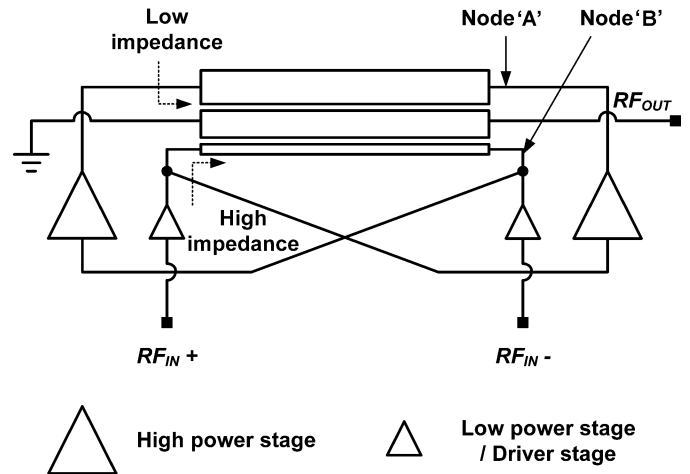 Low
impedance
Node‘A’
Node‘B’
RFOUT
High
impedance
RFIN +
RFIN -
High power stage
Low power stage
/ Driver stage